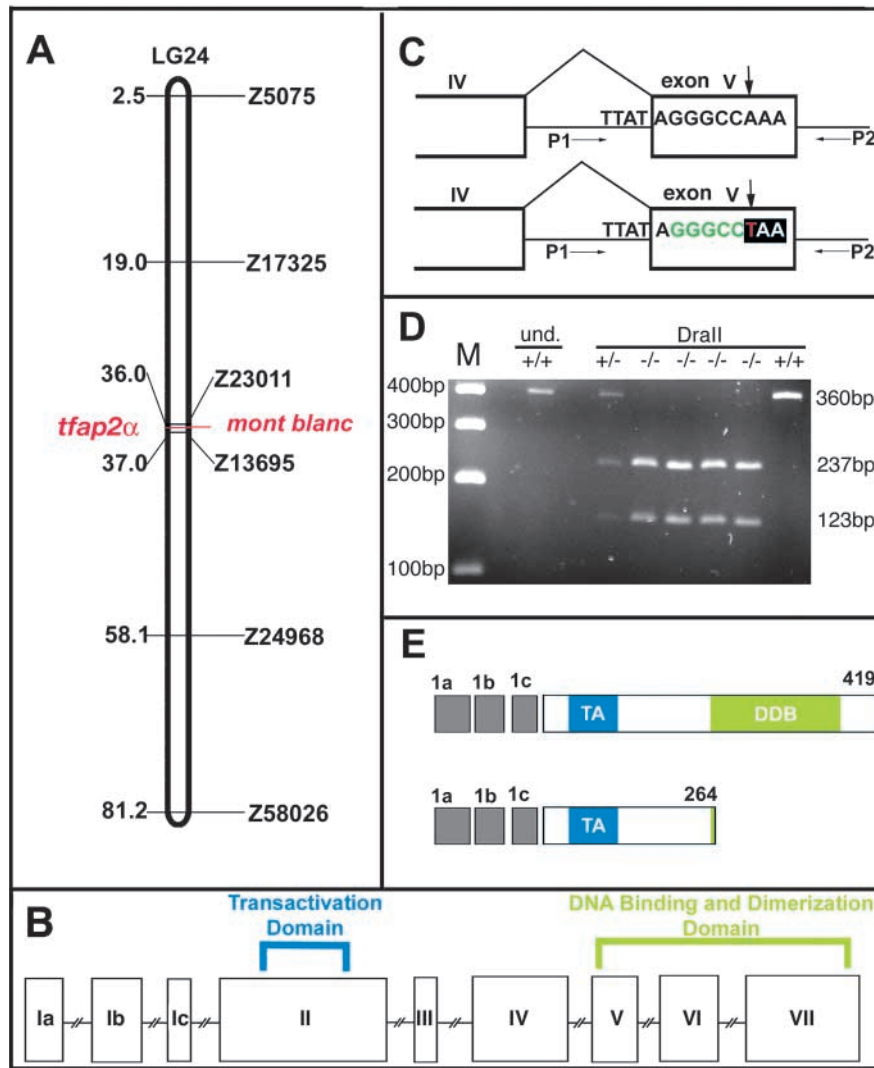 A
LG24
2.5 Z5075
19.0 Z17325
36.0 Z23011
tfap2α mont blanc
37.0 Z13695
58.1 Z24968
81.2 Z58026
C
IV exon V
TTAT AGGGCCAAA
P1 P2
IV exon V
TTAT AGGGCCTAA
P1 P2
D
und. DraII
M +/+ +/- -/- -/- -/- -/- +/+
400bp 360bp
300bp
237bp
200bp
123bp
100bp
E
1a 1b 1c 419
TA DDB
1a 1b 1c 264
TA
B
Transactivation Domain
DNA Binding and Dimerization Domain
Ia Ib Ic II III IV V VI VII